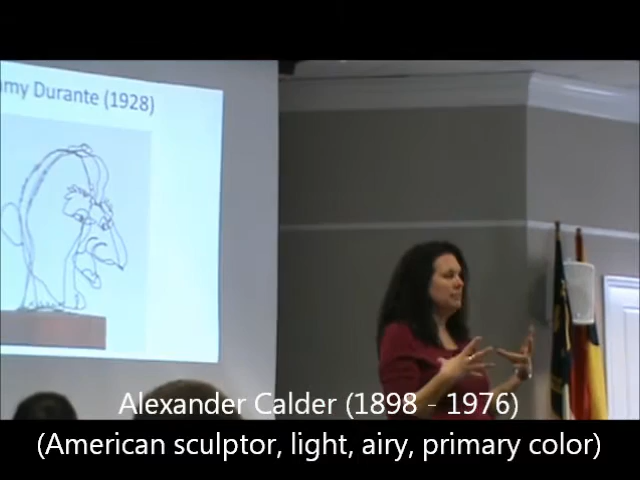 my Durante (1928)
Alexander Calder (1898 - 1976)
(American sculptor, light, airy, primary color)